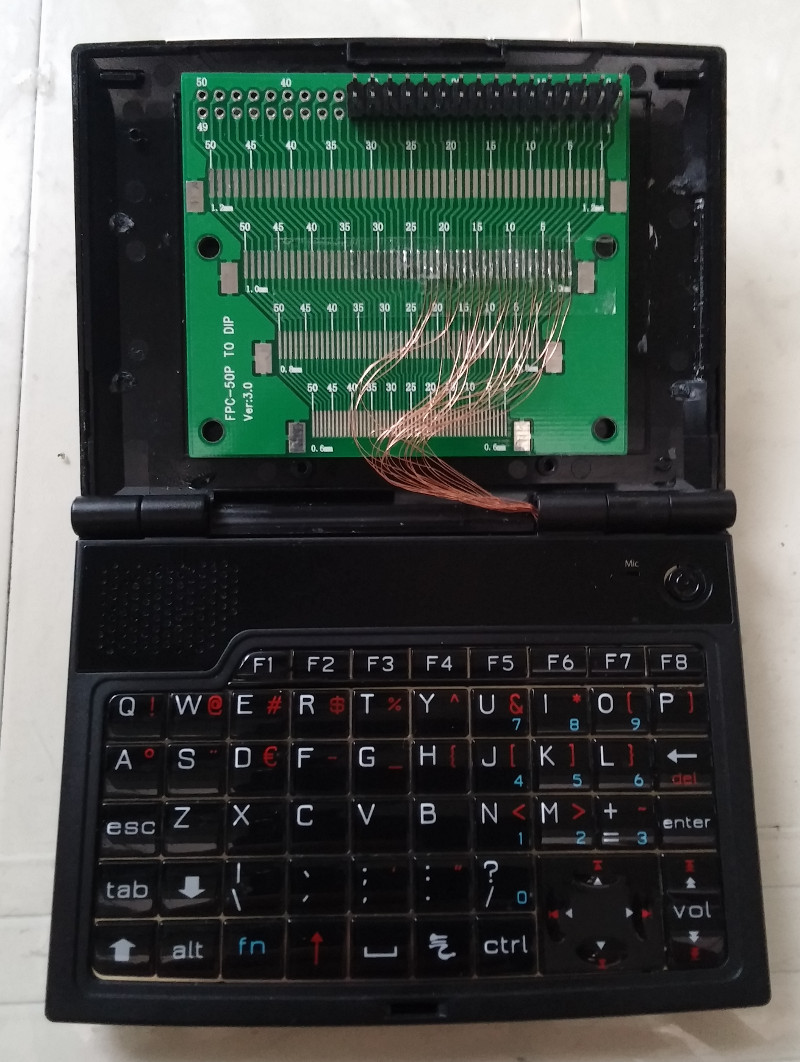 50 40
49 1
50 45 40 35 30 25 20 15 10 5 1
1.2mm 1.2mm
50 45 40 35 30 25 20 15 10 5 1
1.0mm
50 45 40 35 30 25 20 15 10 5
0.8mm
50 45 40 35 30 25 20 10
0.6mm 0.6mm
FPC-50P TO DIP
Ver:3.0
Mic
F1 F2 F3 F4 F5 F6 F7 F8
Q ! W @ E # R $ T % Y ^ U & 7 I * 8 O [ 9 P ]
A ° S ¨ D € F - G _ H { J [ 4 K ] 5 L } 6 ← del
esc Z X C V B N < 1 M > 2 + - = 3 enter
tab ⬇ | \ ; : ? / 0 vol
⬆ alt fn ↑ ctrl